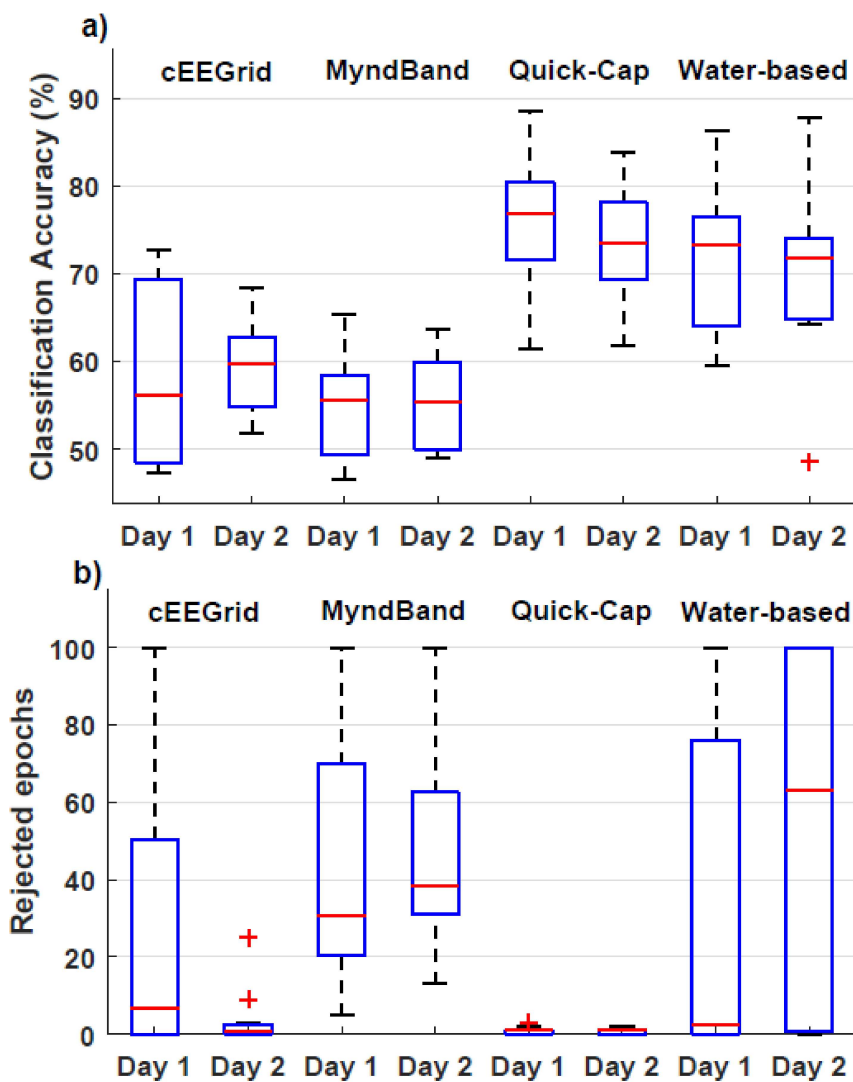 a)
cEEGrid MyndBand Quick-Cap Water-based
Classification Accuracy (%)
90
80
70
60
50
Day 1 Day 2 Day 1 Day 2 Day 1 Day 2 Day 1 Day 2
b)
cEEGrid MyndBand Quick-Cap Water-based
Rejected epochs
100
80
60
40
20
0
Day 1 Day 2 Day 1 Day 2 Day 1 Day 2 Day 1 Day 2